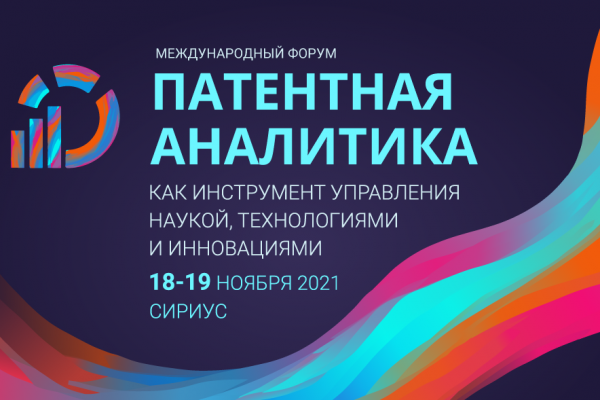 МЕЖДУНАРОДНЫЙ ФОРУМ
ПАТЕНТНАЯ
АНАЛИТИКА
КАК ИНСТРУМЕНТ УПРАВЛЕНИЯ
НАУКОЙ, ТЕХНОЛОГИЯМИ
И ИННОВАЦИЯМИ
18-19 НОЯБРЯ 2021
СИРИУС